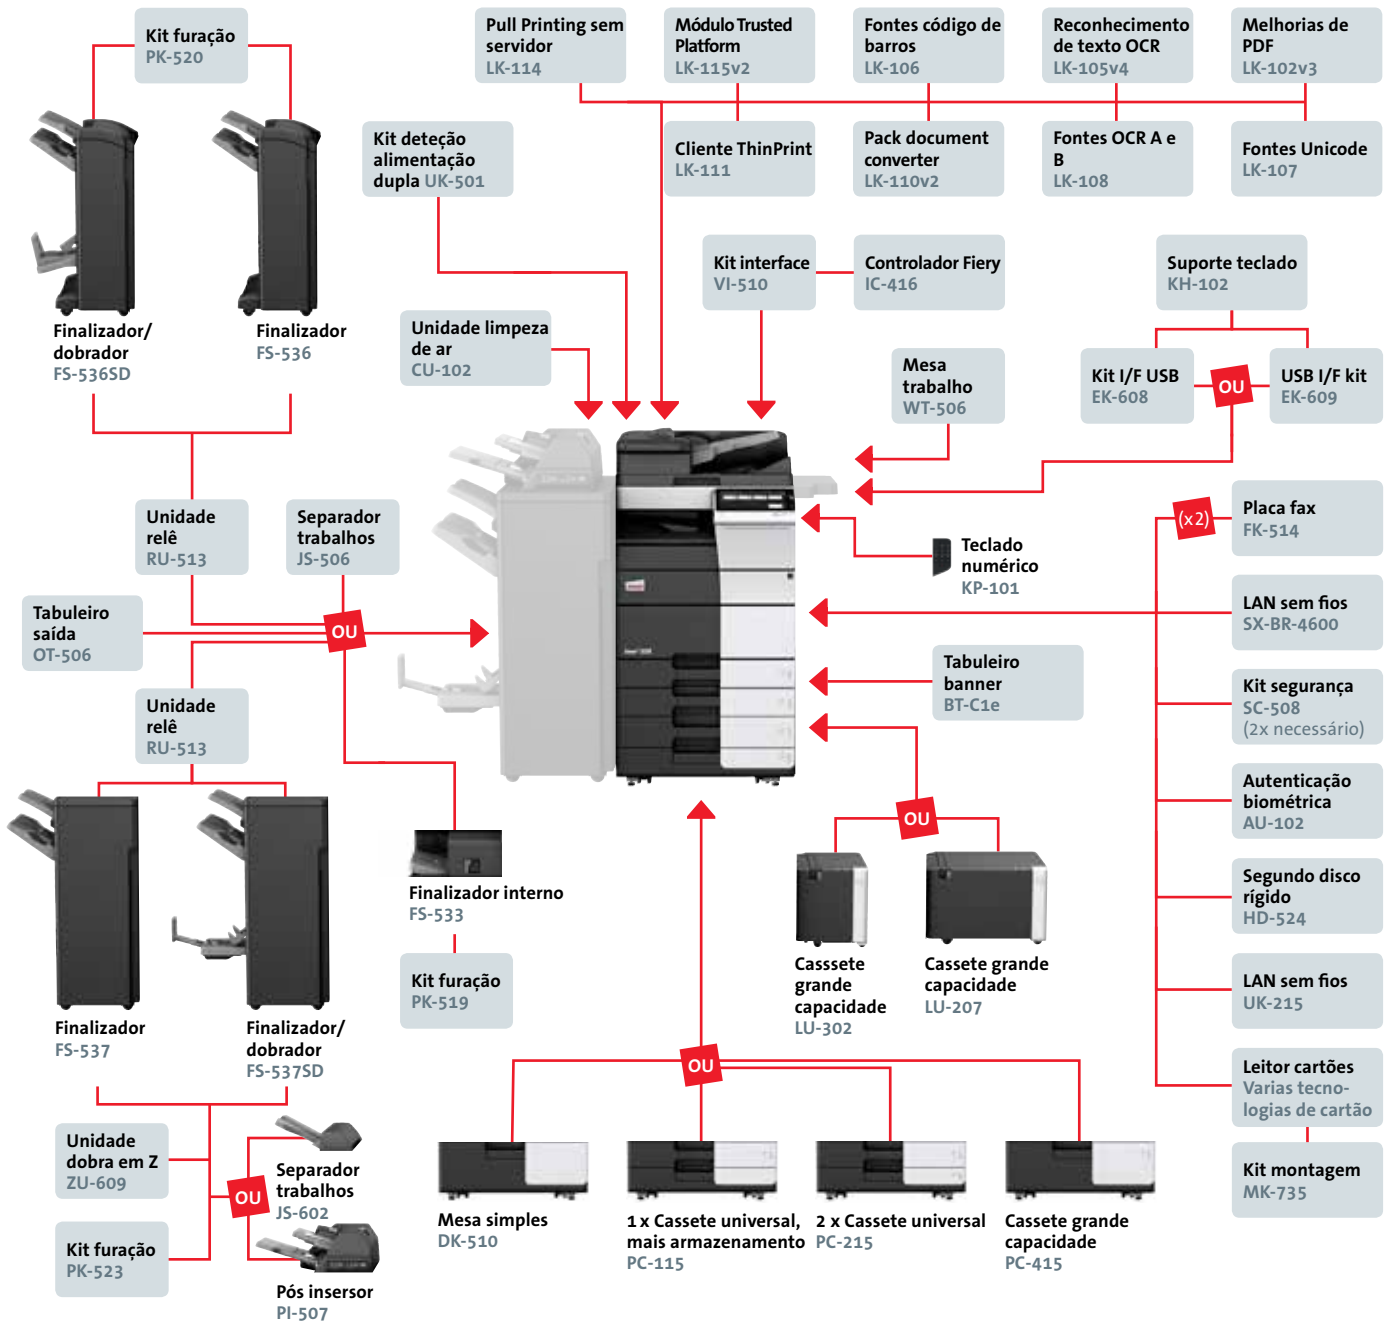 Kit furação
PK-520
Pull Printing sem
servidor
LK-114
Módulo Trusted
Platform
LK-115v2
Fontes código de
barros
LK-106
Reconhecimento
de texto OCR
LK-105v4
Melhorias de
PDF
LK-102v3
Kit deteção
alimentação
dupla UK-501
Cliente ThinPrint
LK-111
Pack document
converter
LK-110v2
Fontes OCR A e
B
LK-108
Fontes Unicode
LK-107
Kit interface
VI-510
Controlador Fiery
IC-416
Suporte teclado
KH-102
Finalizador/
dobrador
FS-536SD
Finalizador
FS-536
Unidade limpeza
de ar
CU-102
Mesa
trabalho
WT-506
Kit I/F USB
EK-608
OU
USB I/F kit
EK-609
Unidade
relê
RU-513
Separador
trabalhos
JS-506
(x2)
Placa fax
FK-514
Teclado
numérico
KP-101
Tabuleiro
saída
OT-506
OU
LAN sem fios
SX-BR-4600
Tabuleiro
banner
BT-C1e
Kit segurança
SC-508
(2x necessário)
Unidade
relê
RU-513
Autenticação
biométrica
AU-102
OU
Finalizador interno
FS-533
Segundo disco
rígido
HD-524
Kit furação
PK-519
Casssete
grande
capacidade
LU-302
Cassete grande
capacidade
LU-207
LAN sem fios
UK-215
Finalizador
FS-537
Finalizador/
dobrador
FS-537SD
OU
Leitor cartões
Varias tecno-
logias de cartão
Unidade
dobra em Z
ZU-609
OU
Separador
trabalhos
JS-602
Kit montagem
MK-735
Mesa simples
DK-510
1 x Cassete universal,
mais armazenamento
PC-115
2 x Cassete universal
PC-215
Cassete grande
capacidade
PC-415
Kit furação
PK-523
Pós insersor
PI-507